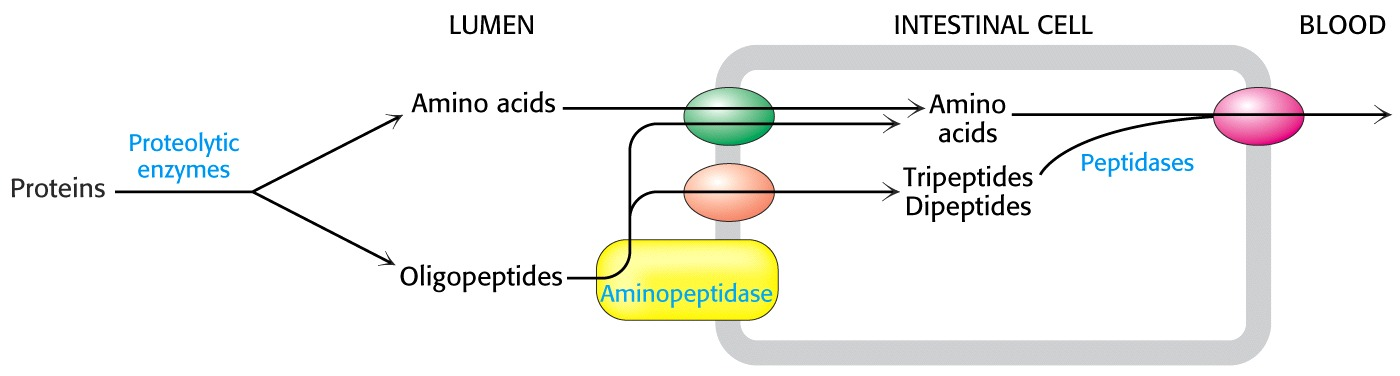 LUMEN
INTESTINAL CELL
BLOOD
Proteins
Proteolytic
enzymes
Amino acids
Oligopeptides
Aminopeptidase
Amino
acids
Tripeptides
Dipeptides
Peptidases